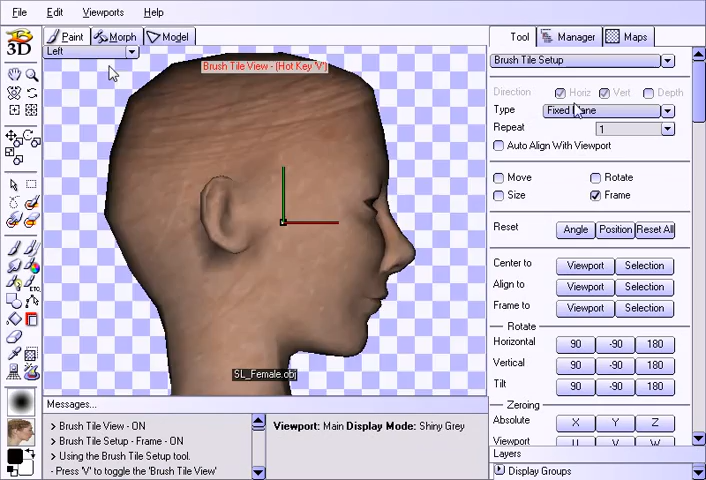 File Edit Viewports Help
3D Paint Morph Model
Left
Brush Tile View - (Hot Key 'V')
SL_Female.obj
Tool Manager Maps
Brush Tile Setup
Direction Horiz Vert Depth
Type Fixed
Repeat 1
Auto Align With Viewport
Move Rotate
Size Frame
Reset Angle Position Reset All
Center to Viewport Selection
Align to Viewport Selection
Frame to Viewport Selection
Rotate
Horizontal 90 -90 180
Vertical 90 -90 180
Tilt 90 -90 180
Zeroing
Absolute X Y Z
Viewport U V W
Layers
Display Groups
Messages...
> Brush Tile View - ON
> Brush Tile Setup - Frame - ON
> Using the Brush Tile Setup tool.
- Press 'V' to toggle the 'Brush Tile View'
Viewport: Main Display Mode: Shiny Grey